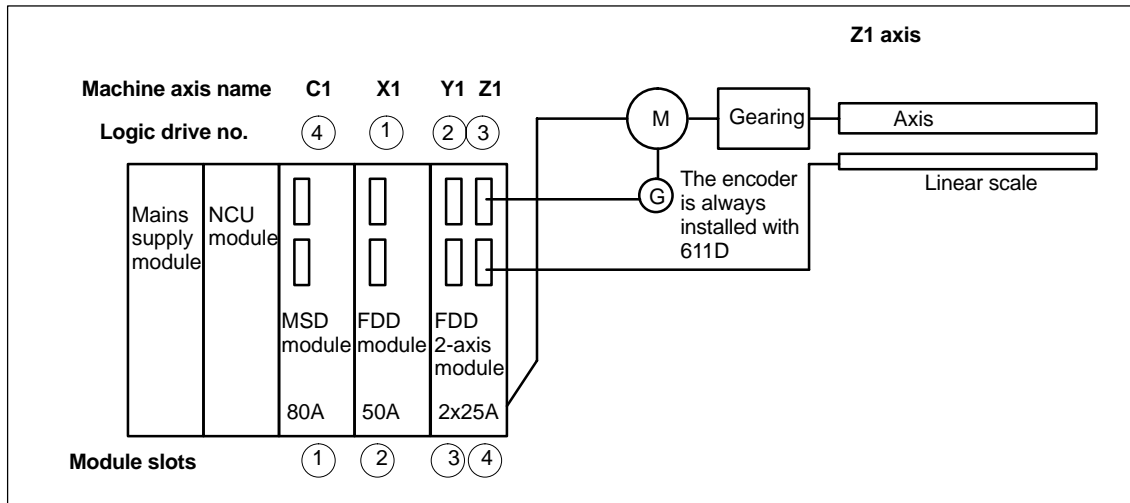 Z1 axis
Machine axis name C1 X1 Y1 Z1
Logic drive no. 4 1 2 3
M
Gearing
Axis
Linear scale
G
The encoder
is always
installed with
611D
Mains
supply
module
NCU
module
MSD
module
80A
FDD
module
50A
FDD
2-axis
module
2x25A
Module slots 1 2 3 4